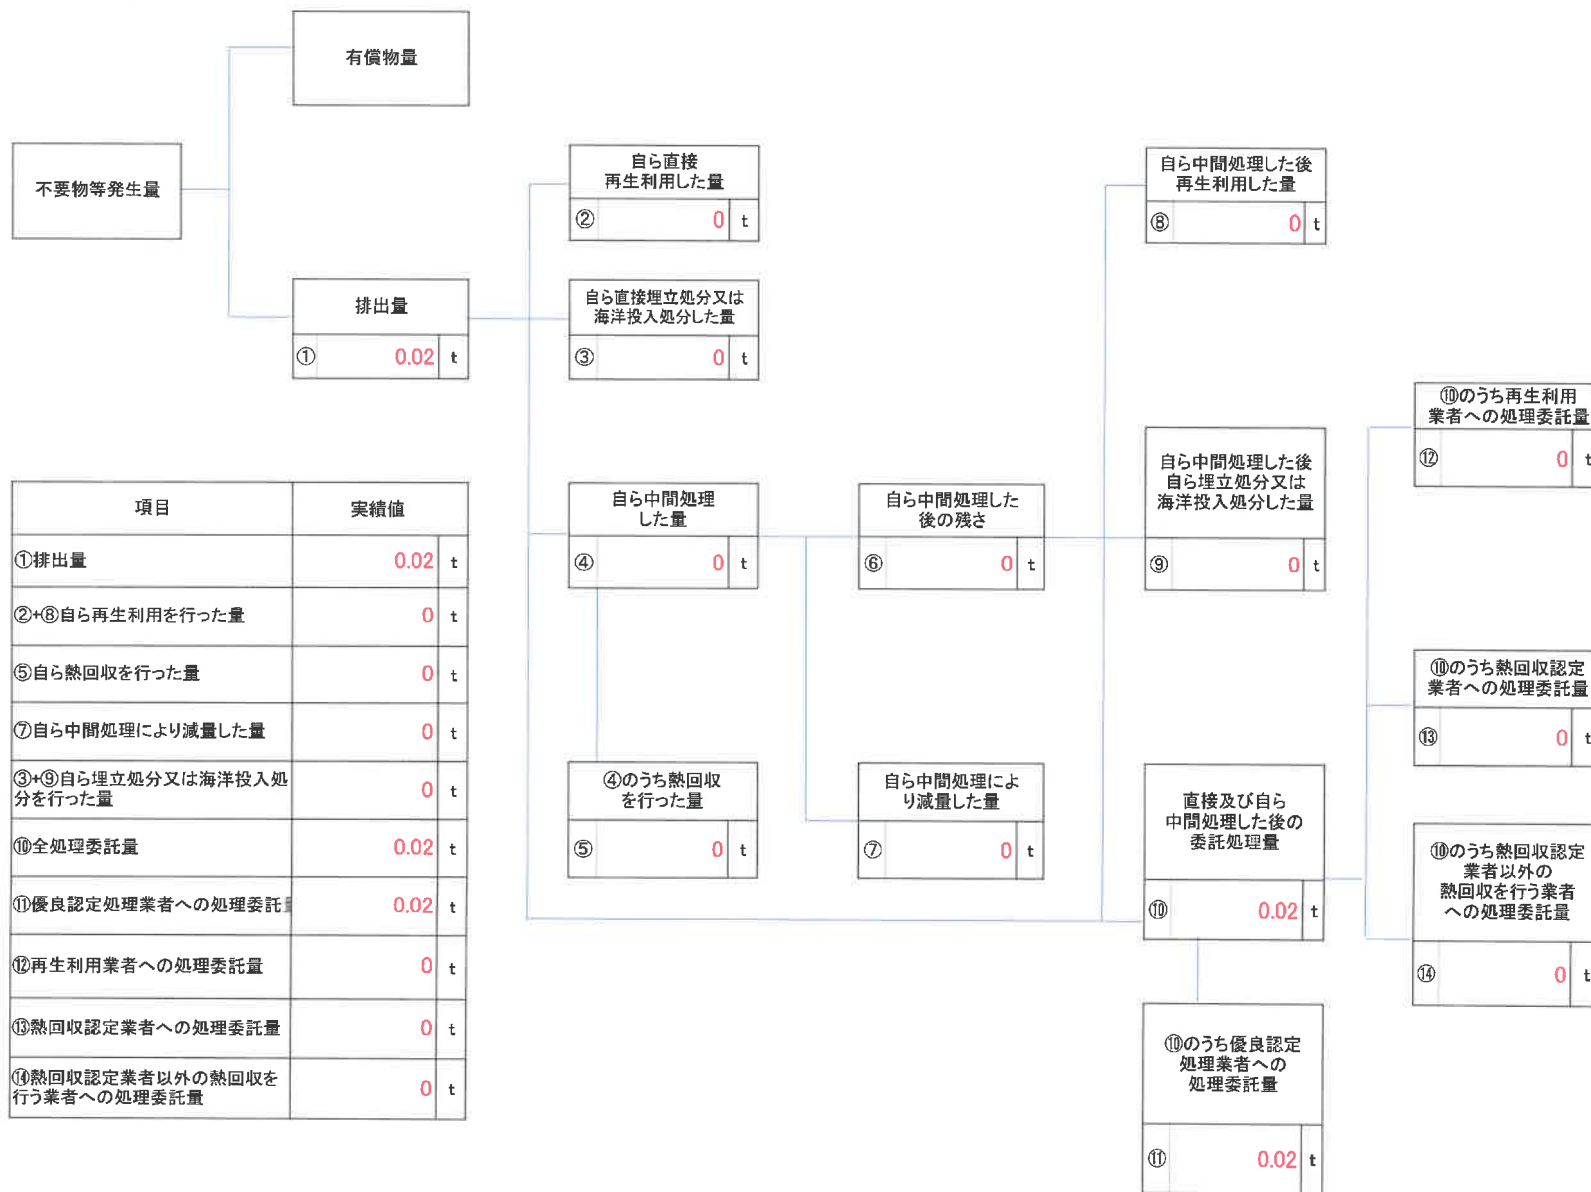 有償物量
不要物等発生量
排出量
① 0.02 t
自ら直接
再生利用した量
② 0 t
自ら直接埋立処分又は
海洋投入処分した量
③ 0 t
自ら中間処理
した量
④ 0 t
④のうち熱回収
を行った量
⑤ 0 t
自ら中間処理した
後の残さ
⑥ 0 t
自ら中間処理によ
り減量した量
⑦ 0 t
自ら中間処理した後
再生利用した量
⑧ 0 t
自ら中間処理した後
自ら埋立処分又は
海洋投入処分した量
⑨ 0 t
直接及び自ら
中間処理した後の
委託処理量
⑩ 0.02 t
⑩のうち優良認定
処理業者への
処理委託量
⑪ 0.02 t
⑩のうち再生利用
業者への処理委託量
⑫ 0 t
⑩のうち熱回収認定
業者への処理委託量
⑬ 0 t
⑩のうち熱回収認定
業者以外の
熱回収を行う業者
への処理委託量
⑭ 0 t
項目 実績値
①排出量 0.02 t
②+⑧自ら再生利用を行った量 0 t
⑤自ら熱回収を行った量 0 t
⑦自ら中間処理により減量した量 0 t
③+⑨自ら埋立処分又は海洋投入処
分を行った量 0 t
⑩全処理委託量 0.02 t
⑪優良認定処理業者への処理委託 0.02 t
⑫再生利用業者への処理委託量 0 t
⑬熱回収認定業者への処理委託量 0 t
⑭熱回収認定業者以外の熱回収を
行う業者への処理委託量 0 t